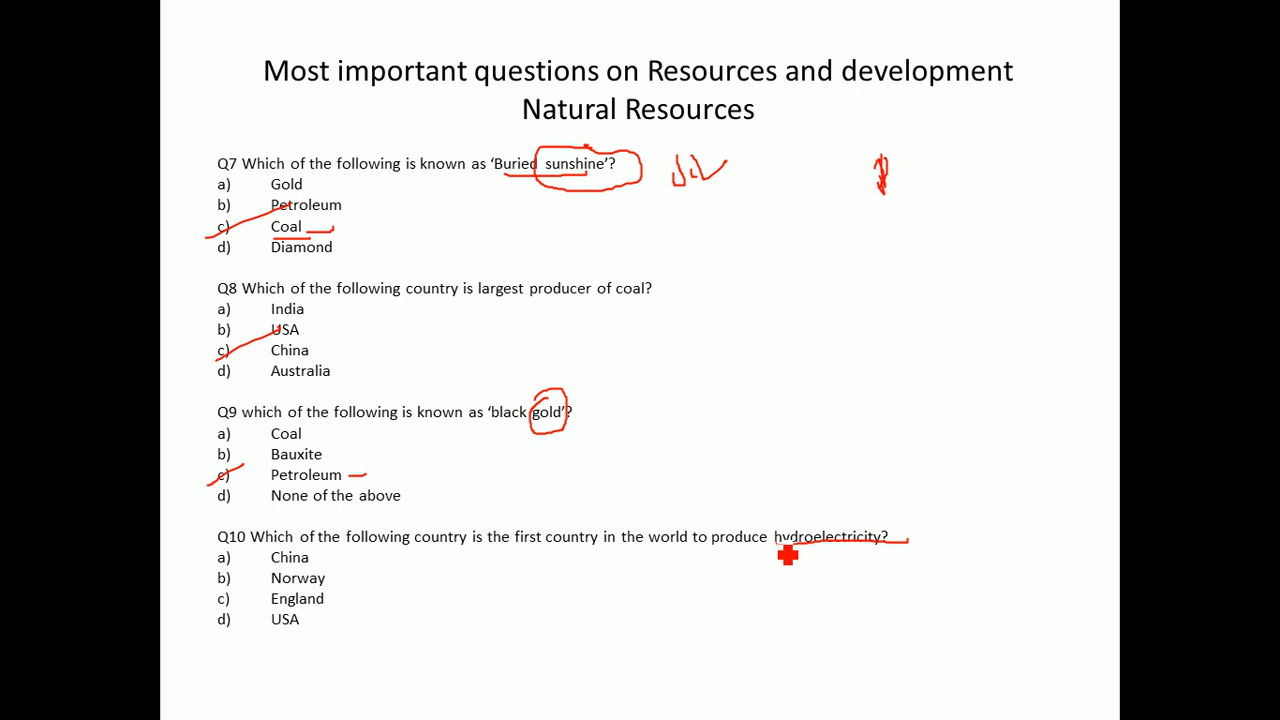 Most important questions on Resources and development
Natural Resources
Q7 Which of the following is known as ‘Buried sunshine’?
a) Gold
b) Petroleum
c) Coal
d) Diamond
Q8 Which of the following country is largest producer of coal?
a) India
b) USA
c) China
d) Australia
Q9 which of the following is known as ‘black gold’?
a) Coal
b) Bauxite
c) Petroleum
d) None of the above
Q10 Which of the following country is the first country in the world to produce hydroelectricity?
a) China
b) Norway
c) England
d) USA